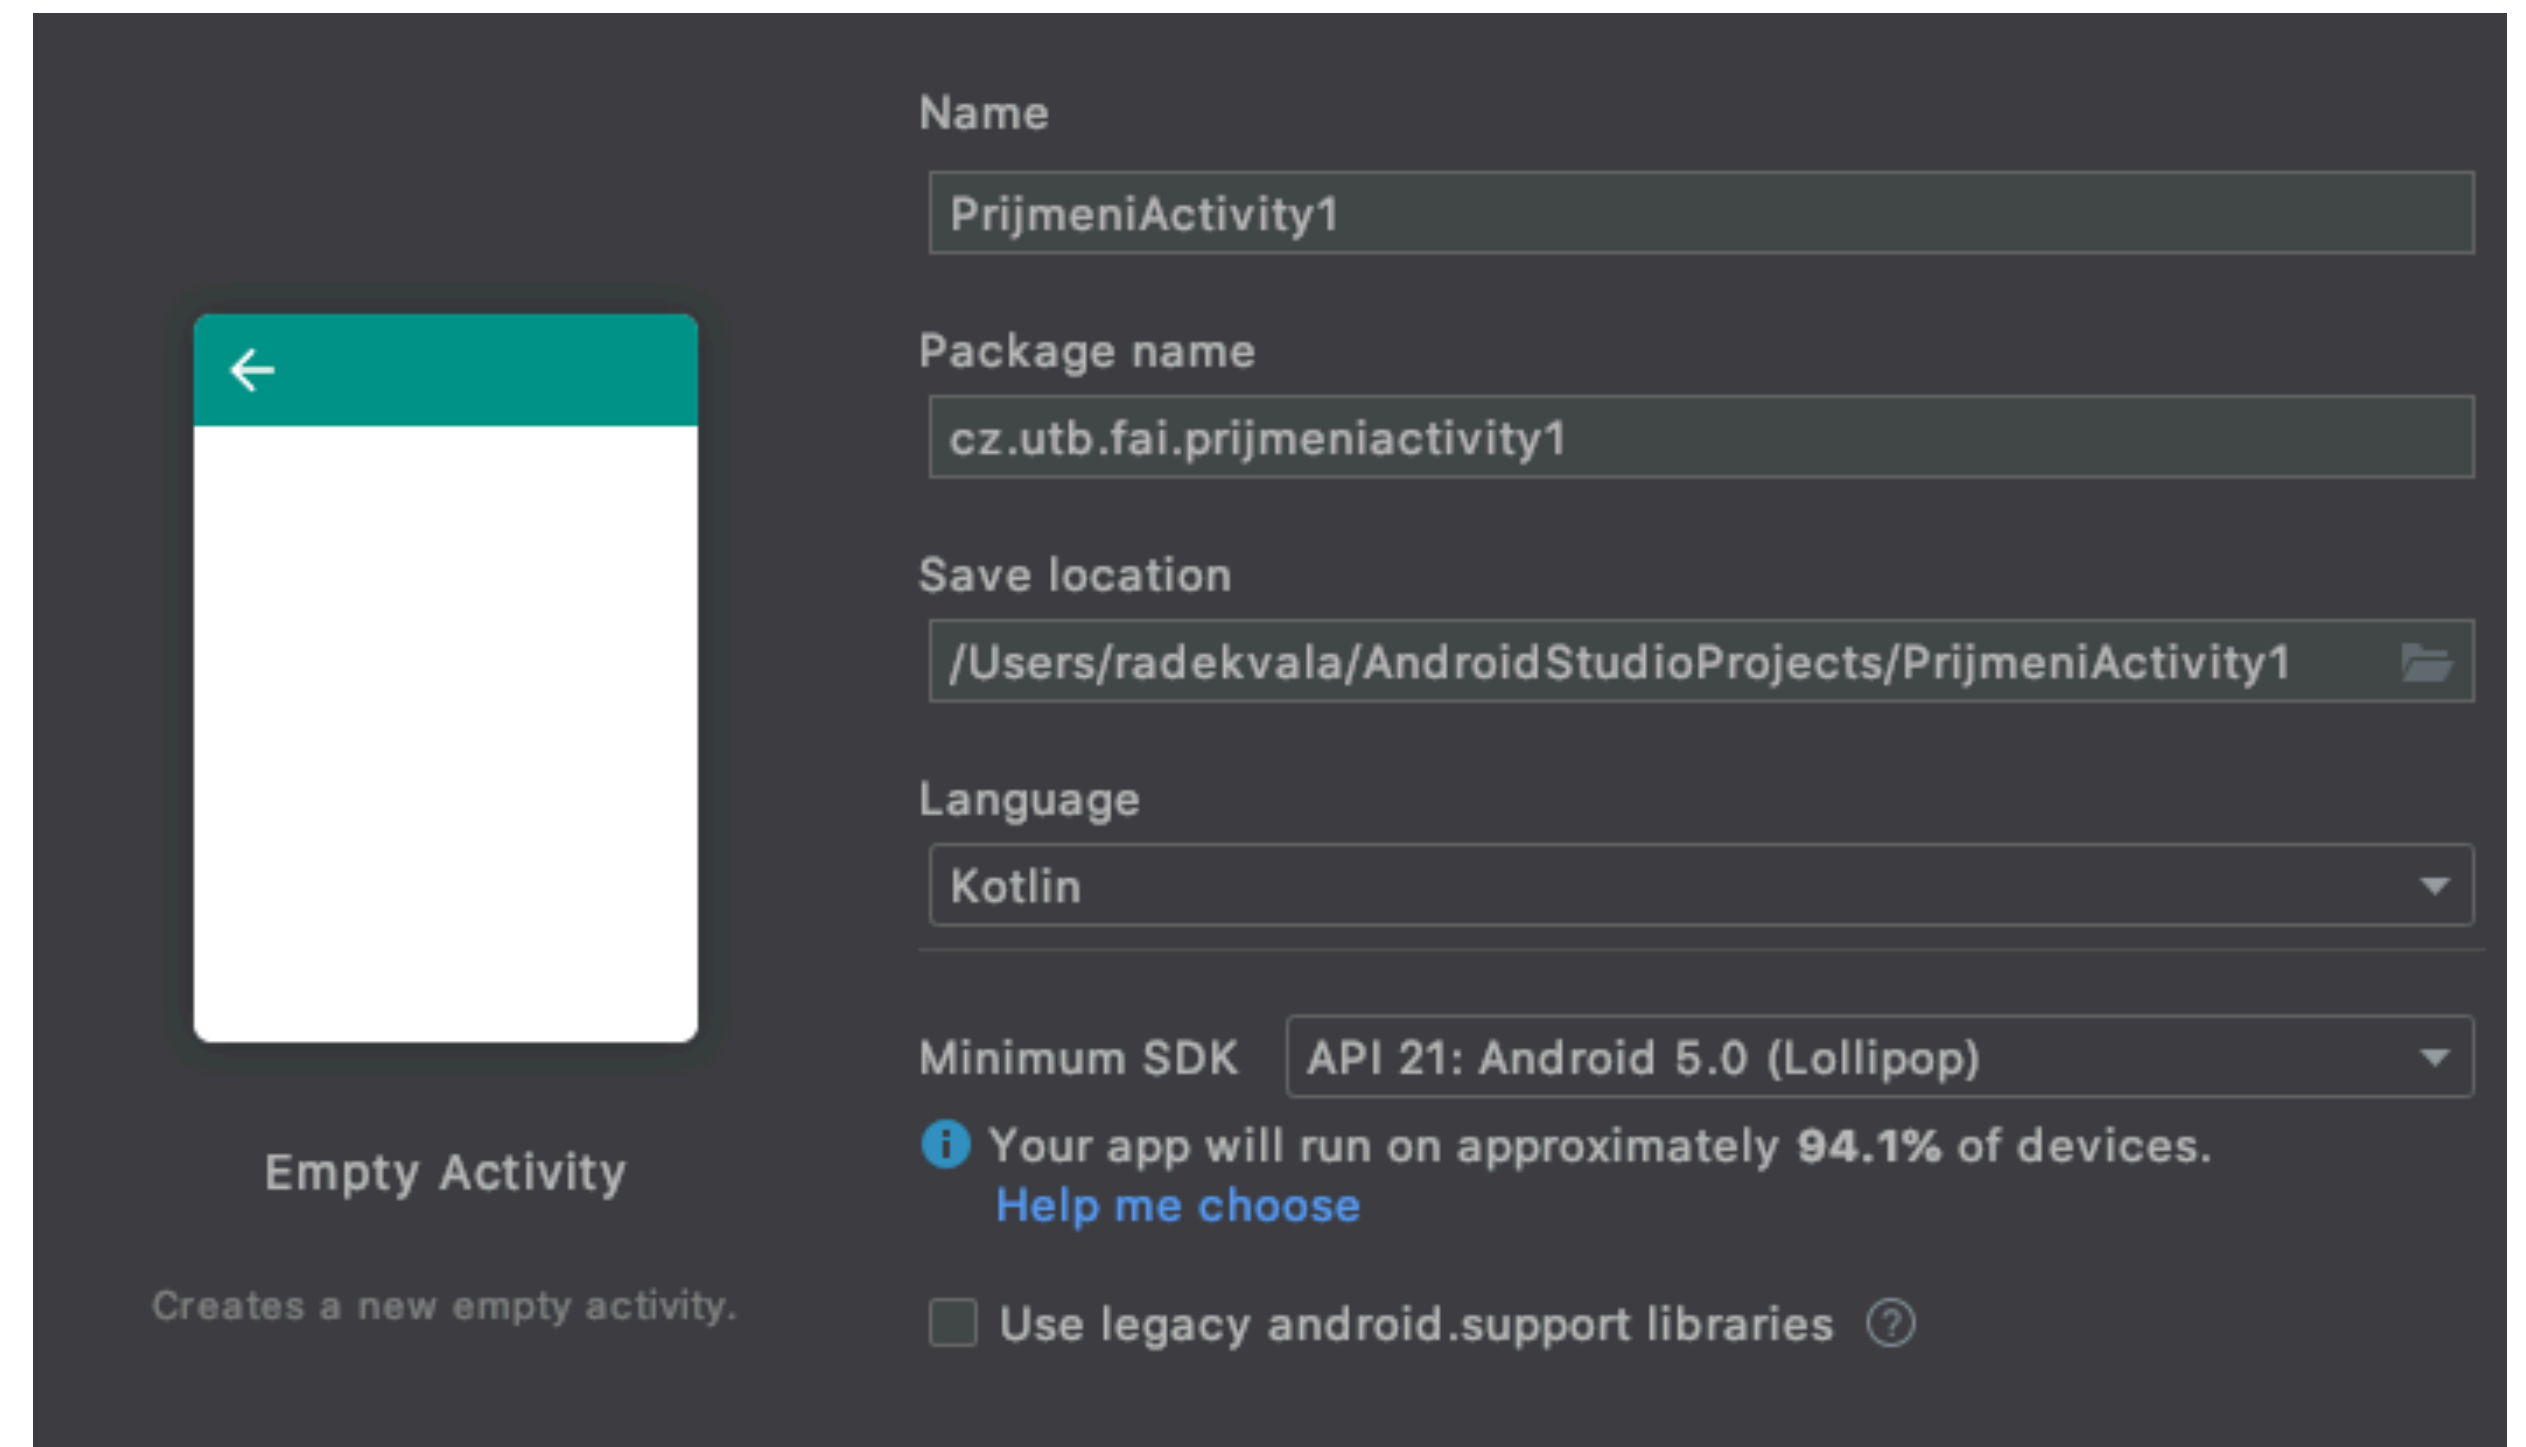 Name
PrijmeniActivity1
Package name
cz.utb.fai.prijmeniactivity1
Save location
/Users/radekvala/AndroidStudioProjects/PrijmeniActivity1
Language
Kotlin
Minimum SDK API 21: Android 5.0 (Lollipop)
Your app will run on approximately 94.1% of devices.
Help me choose
Use legacy android.support libraries
Empty Activity
Creates a new empty activity.